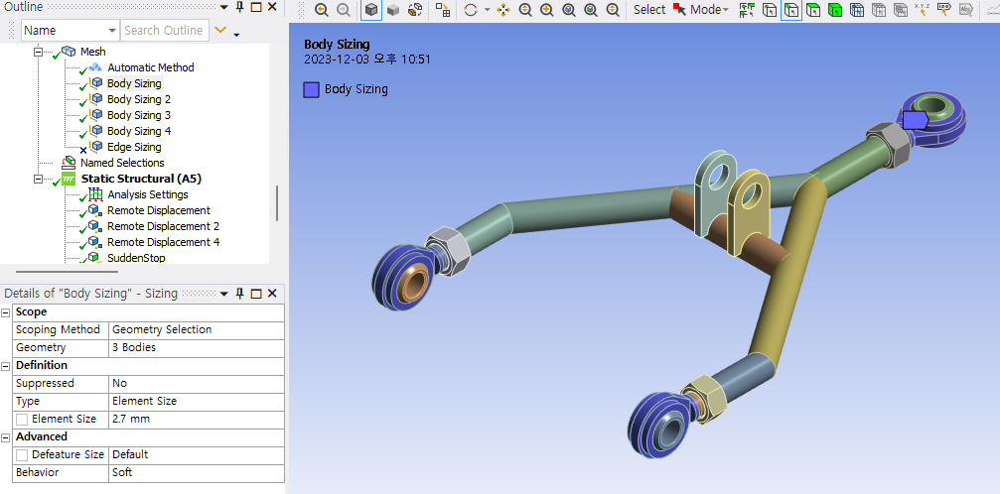 Outline
Select
Mode
Name
Search Outline
Mesh
Automatic Method
Body Sizing
Body Sizing 2
Body Sizing 3
Body Sizing 4
Edge Sizing
Named Selections
Static Structural (A5)
Analysis Settings
Remote Displacement
Remote Displacement 2
Remote Displacement 4
SuddenStop
Details of "Body Sizing" - Sizing
Scope
Scoping Method Geometry Selection
Geometry 3 Bodies
Definition
Suppressed No
Type Element Size
Element Size 2.7 mm
Advanced
Defeature Size Default
Behavior Soft
Body Sizing
2023-12-03 오후 10:51
Body Sizing